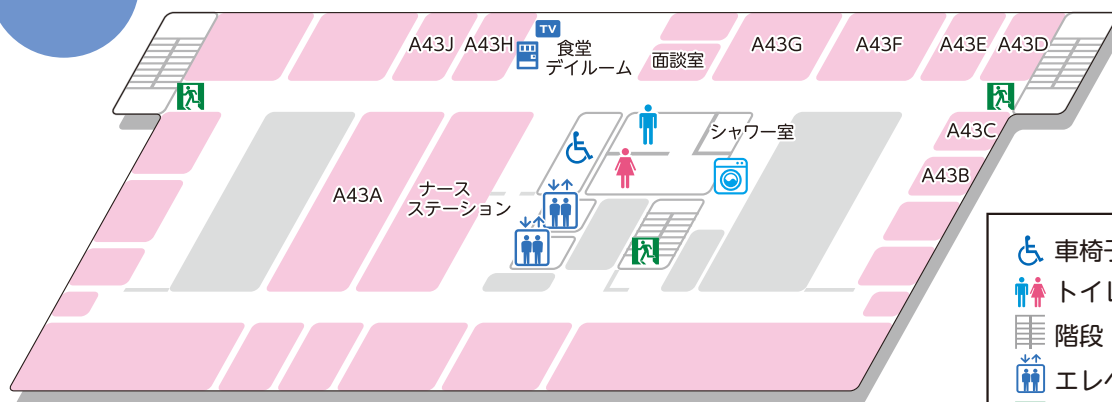 A43J
A43H
TV
食堂
デイルーム
面談室
A43G
A43F
A43E
A43D
シャワー室
A43C
A43B
A43A
ナース
ステーション
車椅子
トイレ
階段
エレベ